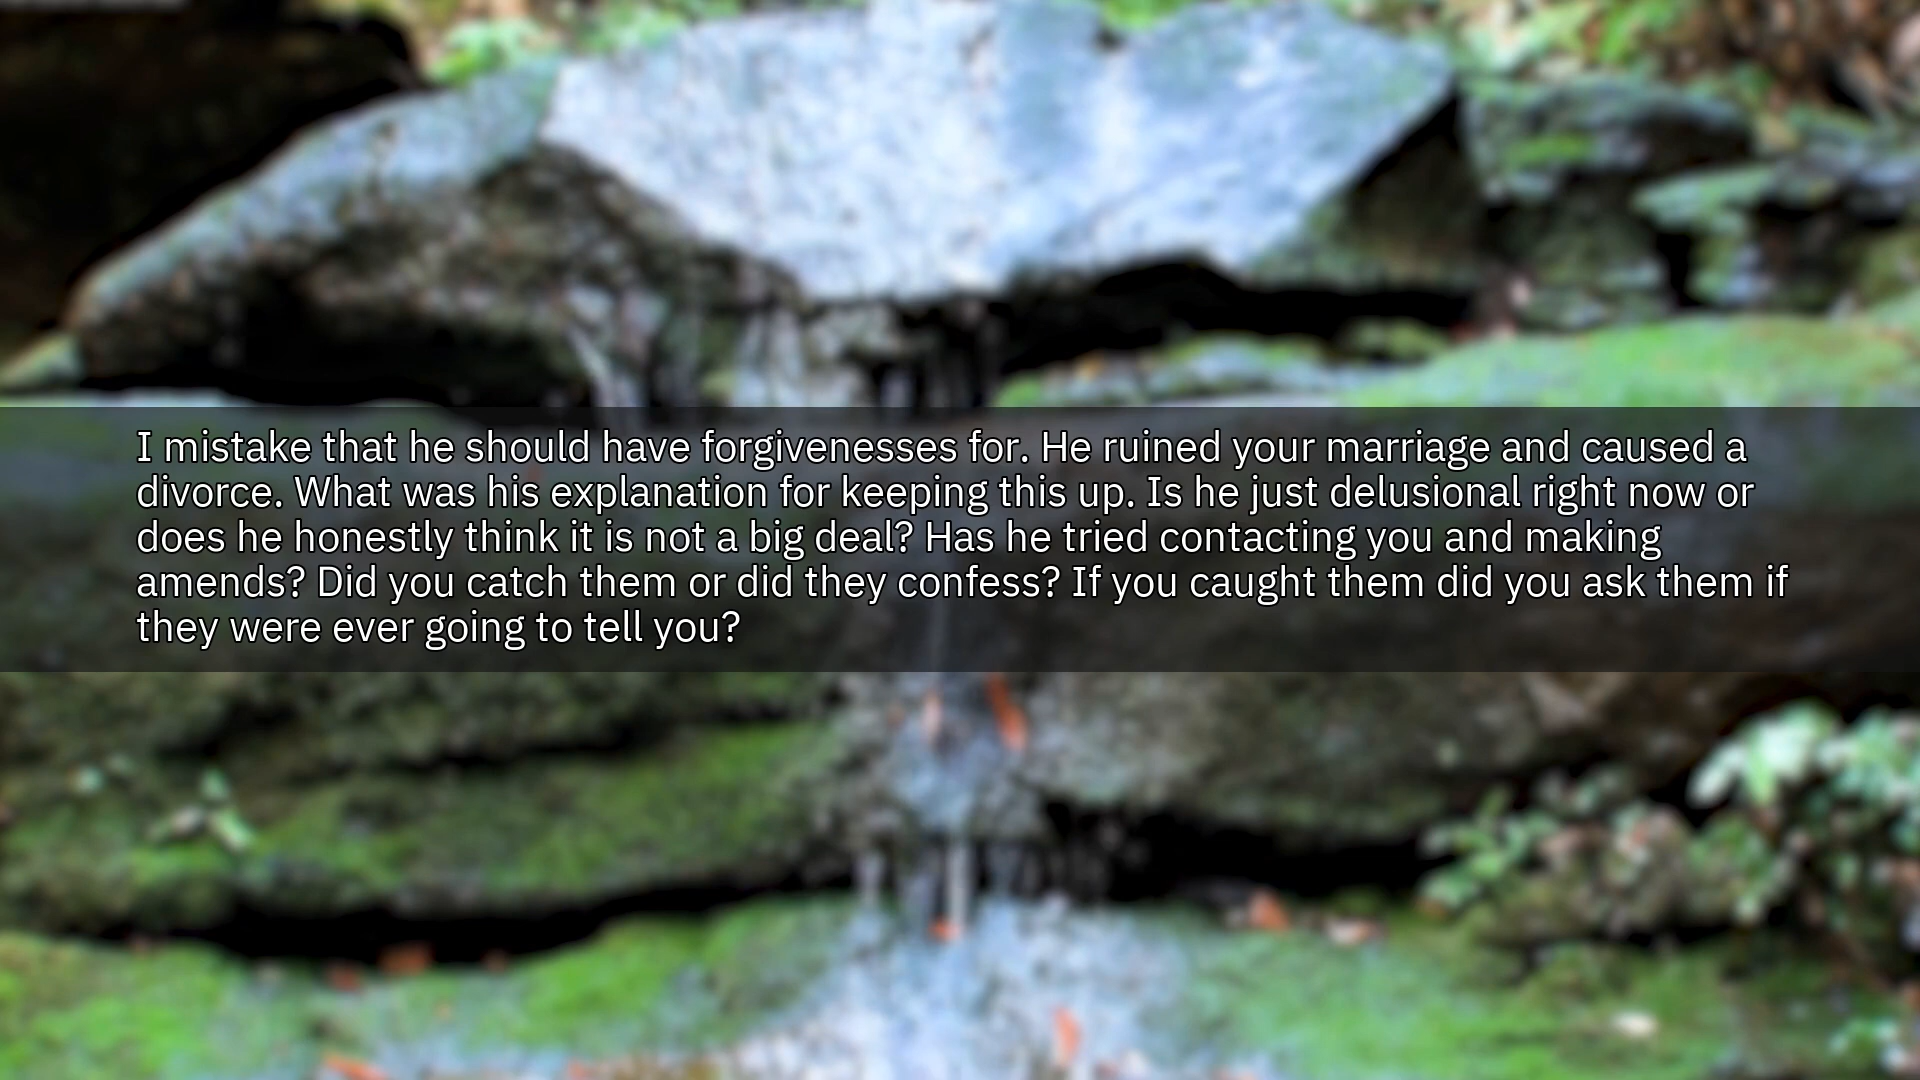 I mistake that he should have forgivenesses for. He ruined your marriage and caused a
divorce. What was his explanation for keeping this up. Is he just delusional right now or
does he honestly think it is not a big deal? Has he tried contacting you and making
amends? Did you catch them or did they confess? If you caught them did you ask them if
they were ever going to tell you?